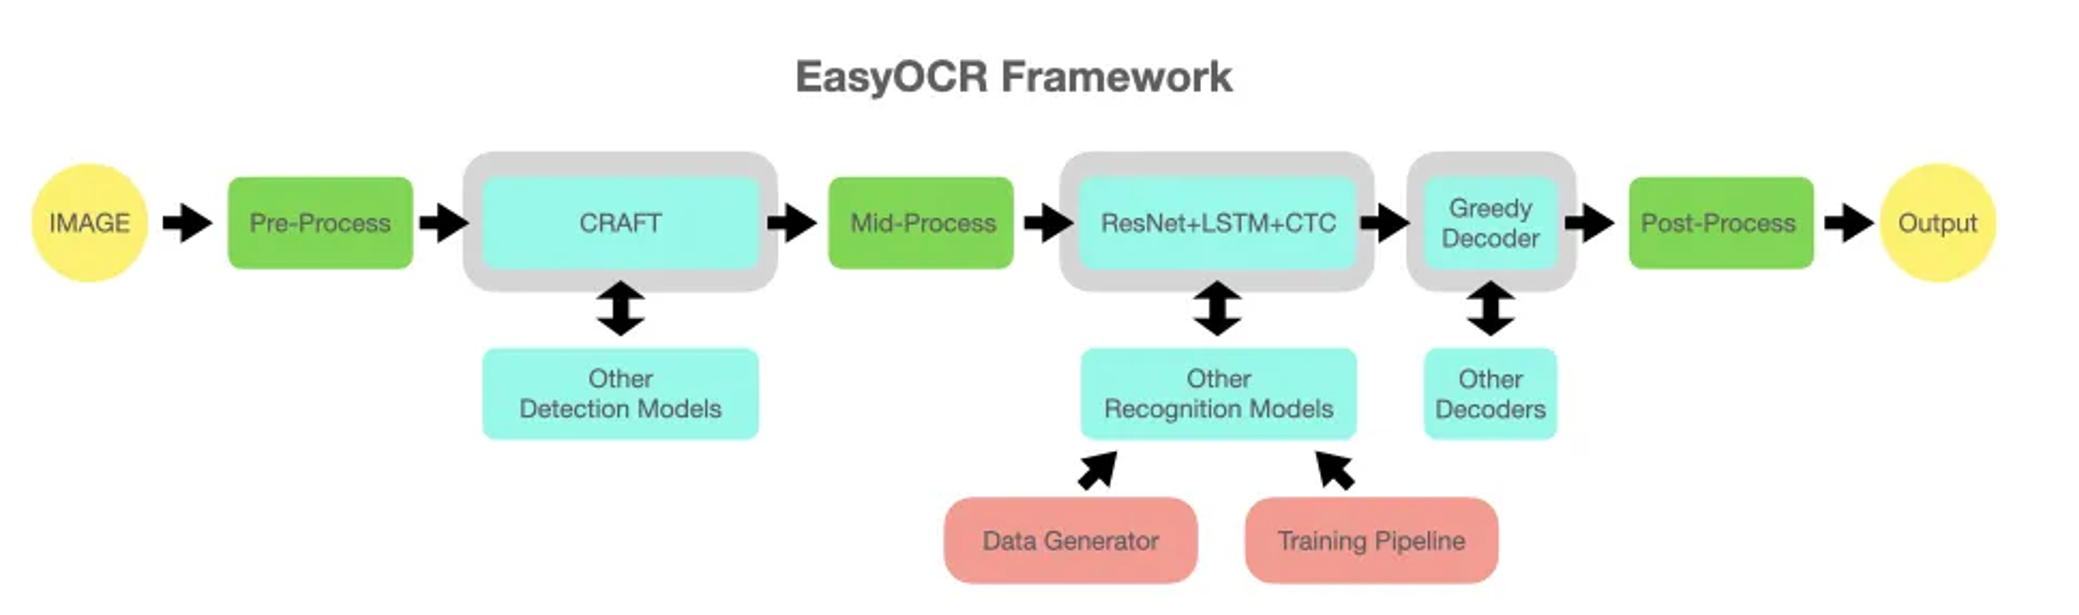 EasyOCR Framework
IMAGE
Pre-Process
CRAFT
Mid-Process
ResNet+LSTM+CTC
Greedy
Decoder
Post-Process
Output
Other
Detection Models
Other
Recognition Models
Other
Decoders
Data Generator
Training Pipeline